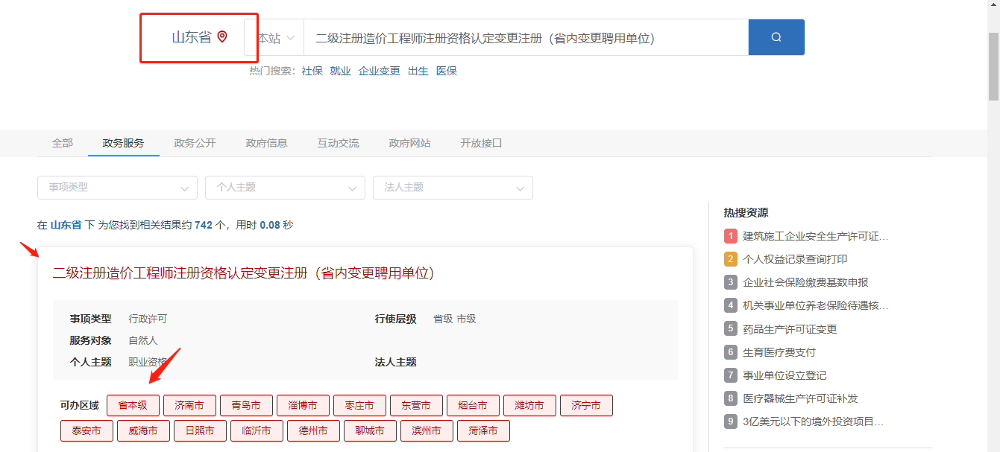 山东省
本站
二级注册造价工程师注册资格认定变更注册（省内变更聘用单位）
热门搜索： 社保 就业 企业变更 出生 医保
全部 政务服务 政务公开 政府信息 互动交流 政府网站 开放接口
事项类型 个人主题 法人主题
在 山东省 下 为您找到相关结果约 742 个，用时 0.08 秒
二级注册造价工程师注册资格认定变更注册（省内变更聘用单位）
事项类型 行政许可 行使层级 省级 市级
服务对象 自然人
个人主题 职业资格 法人主题
可办区域 省本级 济南市 青岛市 淄博市 枣庄市 东营市 烟台市 潍坊市 济宁市
泰安市 威海市 日照市 临沂市 德州市 聊城市 滨州市 菏泽市
热搜资源
1 建筑施工企业安全生产许可证...
2 个人权益记录查询打印
3 企业社会保险缴费基数申报
4 机关事业单位养老保险待遇核...
5 药品生产许可证变更
6 生育医疗费支付
7 事业单位设立登记
8 医疗器械生产许可证补发
9 3亿美元以下的境外投资项目...